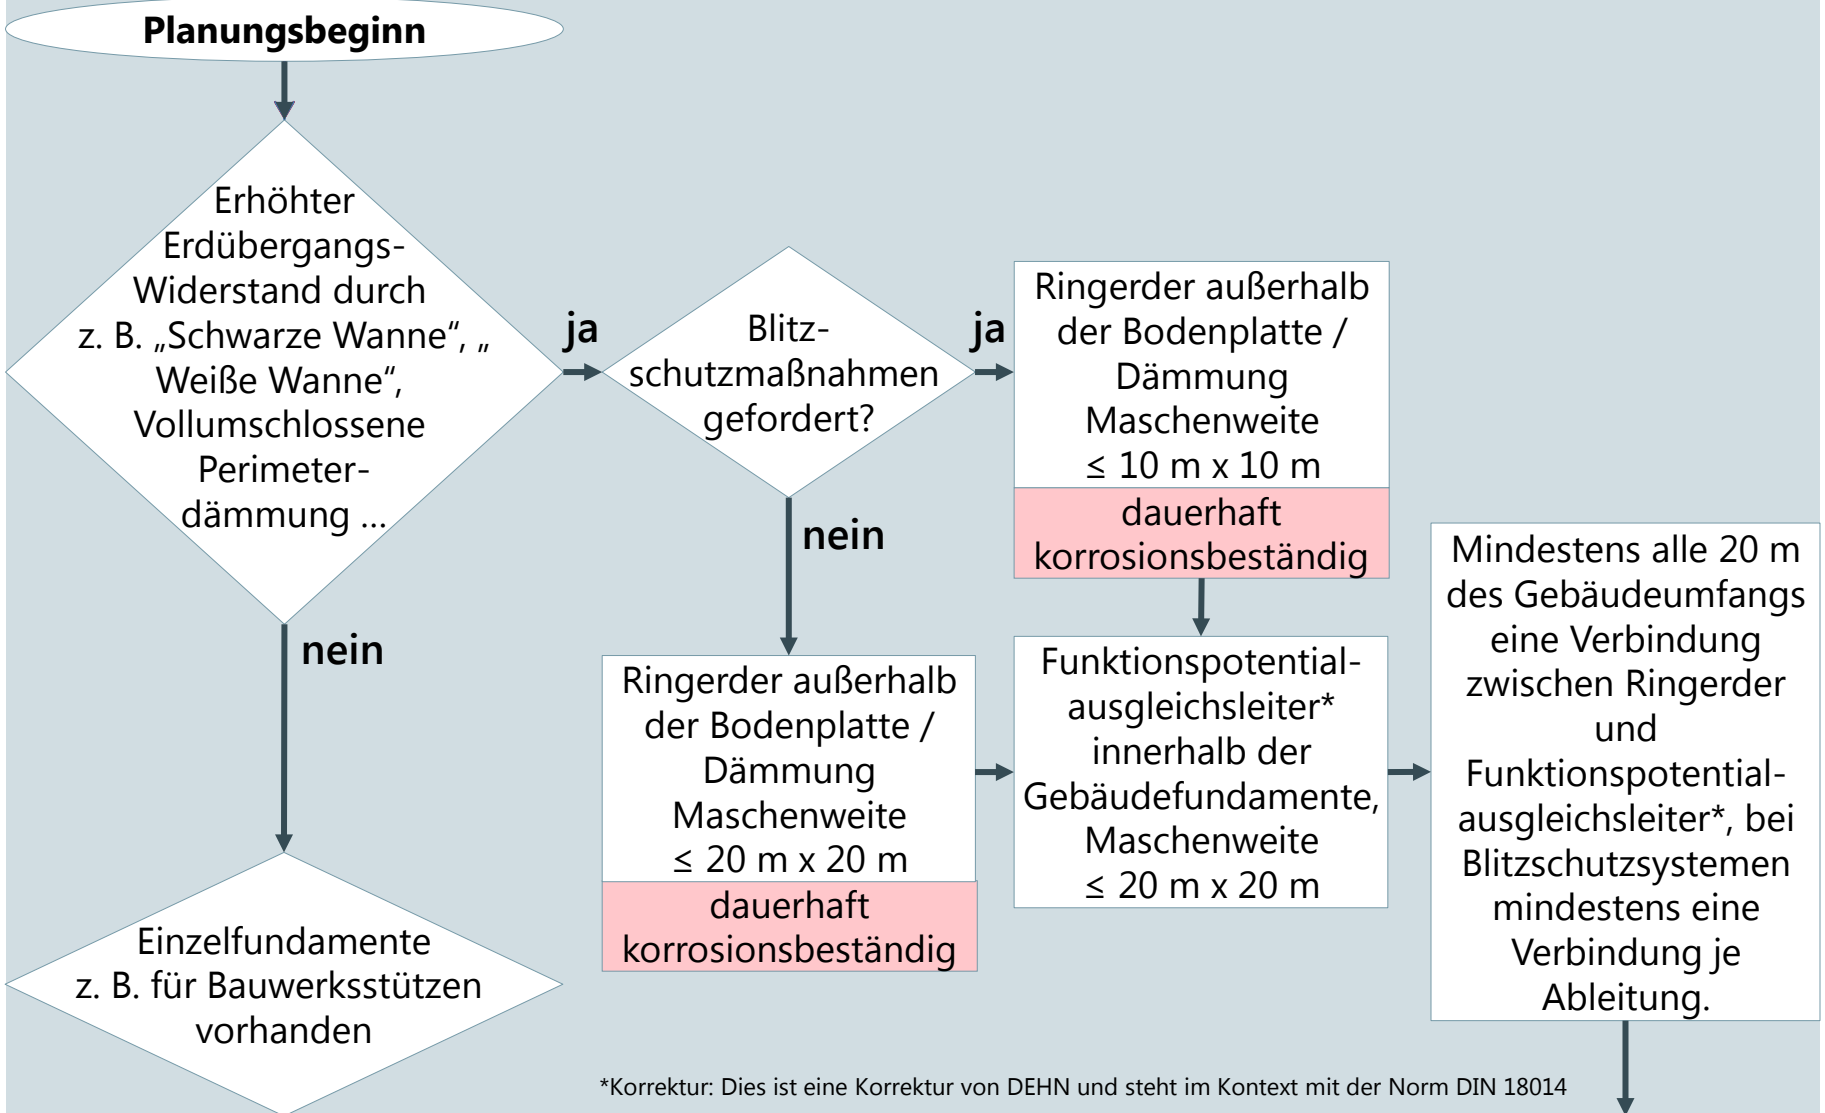 Planungsbeginn
Erhöhter
Erdübergangs-
Widerstand durch
z. B. „Schwarze Wanne“, „
Weiße Wanne“,
Vollumschlossene
Perimeter-
dämmung ...
ja
nein
Blitz-
schutzmaßnahmen
gefordert?
ja
nein
Ringerder außerhalb
der Bodenplatte /
Dämmung
Maschenweite
≤ 10 m x 10 m
dauerhaft
korrosionsbeständig
Ringerder außerhalb
der Bodenplatte /
Dämmung
Maschenweite
≤ 20 m x 20 m
dauerhaft
korrosionsbeständig
Funktionspotential-
ausgleichsleiter*
innerhalb der
Gebäudefundamente,
Maschenweite
≤ 20 m x 20 m
Mindestens alle 20 m
des Gebäudeumfangs
eine Verbindung
zwischen Ringerder
und
Funktionspotential-
ausgleichsleiter*, bei
Blitzschutzsystemen
mindestens eine
Verbindung je
Ableitung.
Einzelfundamente
z. B. für Bauwerksstützen
vorhanden
*Korrektur: Dies ist eine Korrektur von DEHN und steht im Kontext mit der Norm DIN 18014